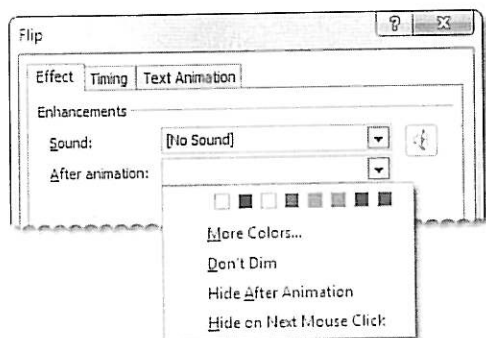 Flip
?
Effect Timing Text Animation
Enhancements
Sound: [No Sound]
After animation:
More Colors...
Don't Dim
Hide After Animation
Hide on Next Mouse Click